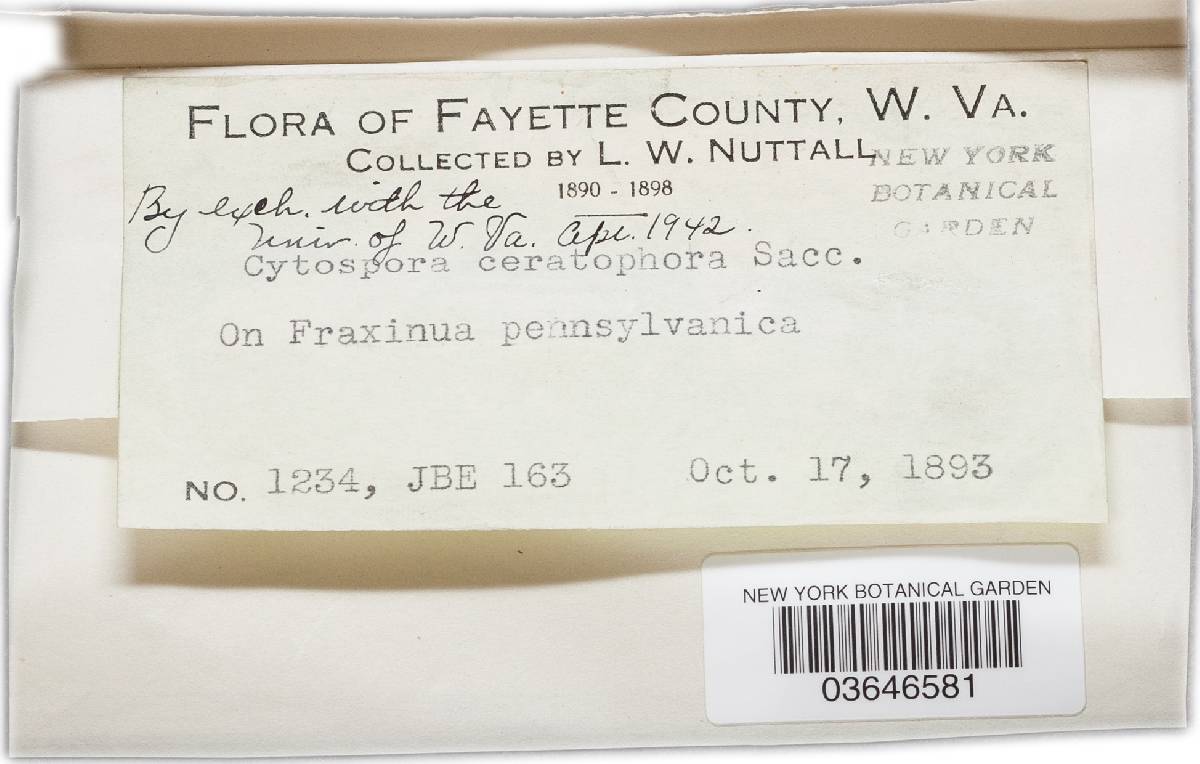 FLORA OF FAYETTE COUNTY, W. VA.
COLLECTED BY L. W. NUTTALL
1890 - 1898
NEW YORK
BOTANICAL
GARDEN
By exch. with the
Univ. of W. Va. Apr. 1942.
Cytospora ceratophora Sacc.
On Fraxinua pennsylvanica
NO. 1234, JBE 163 Oct. 17, 1893
NEW YORK BOTANICAL GARDEN
03646581